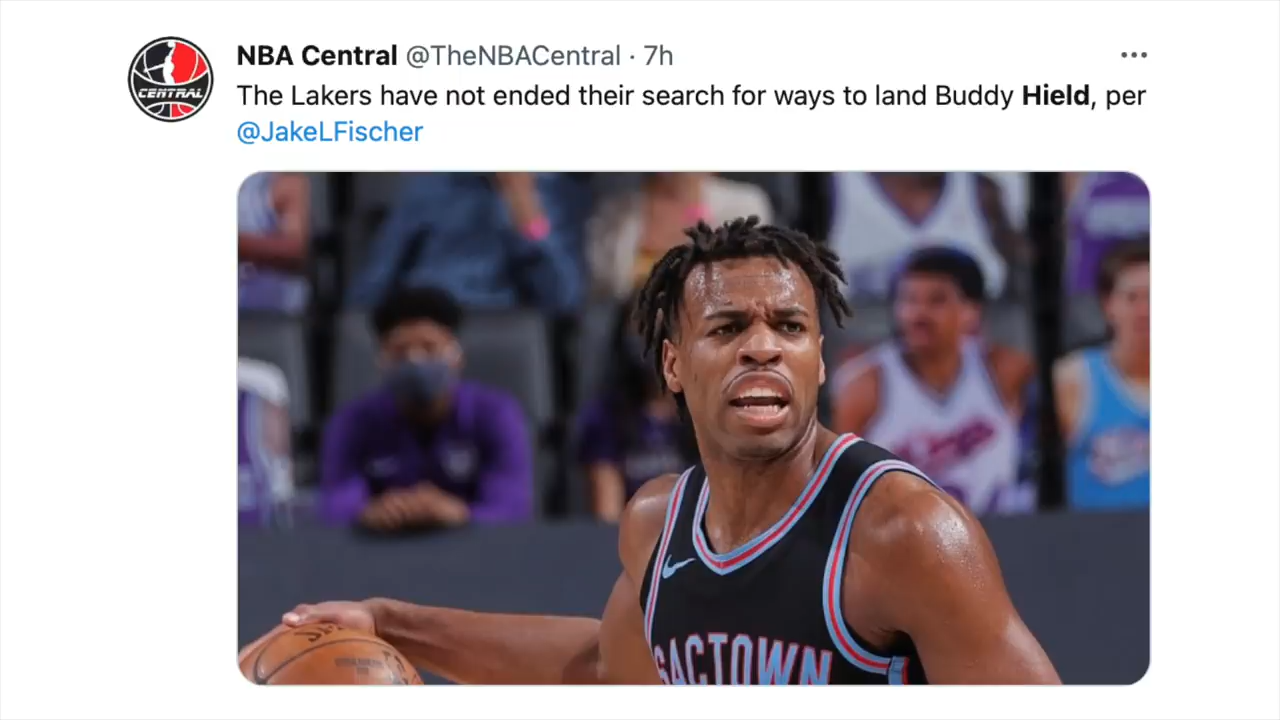 NBA Central @TheNBACentral · 7h
CENTRAL
The Lakers have not ended their search for ways to land Buddy Hield, per
@JakeLFischer
SACTOWN